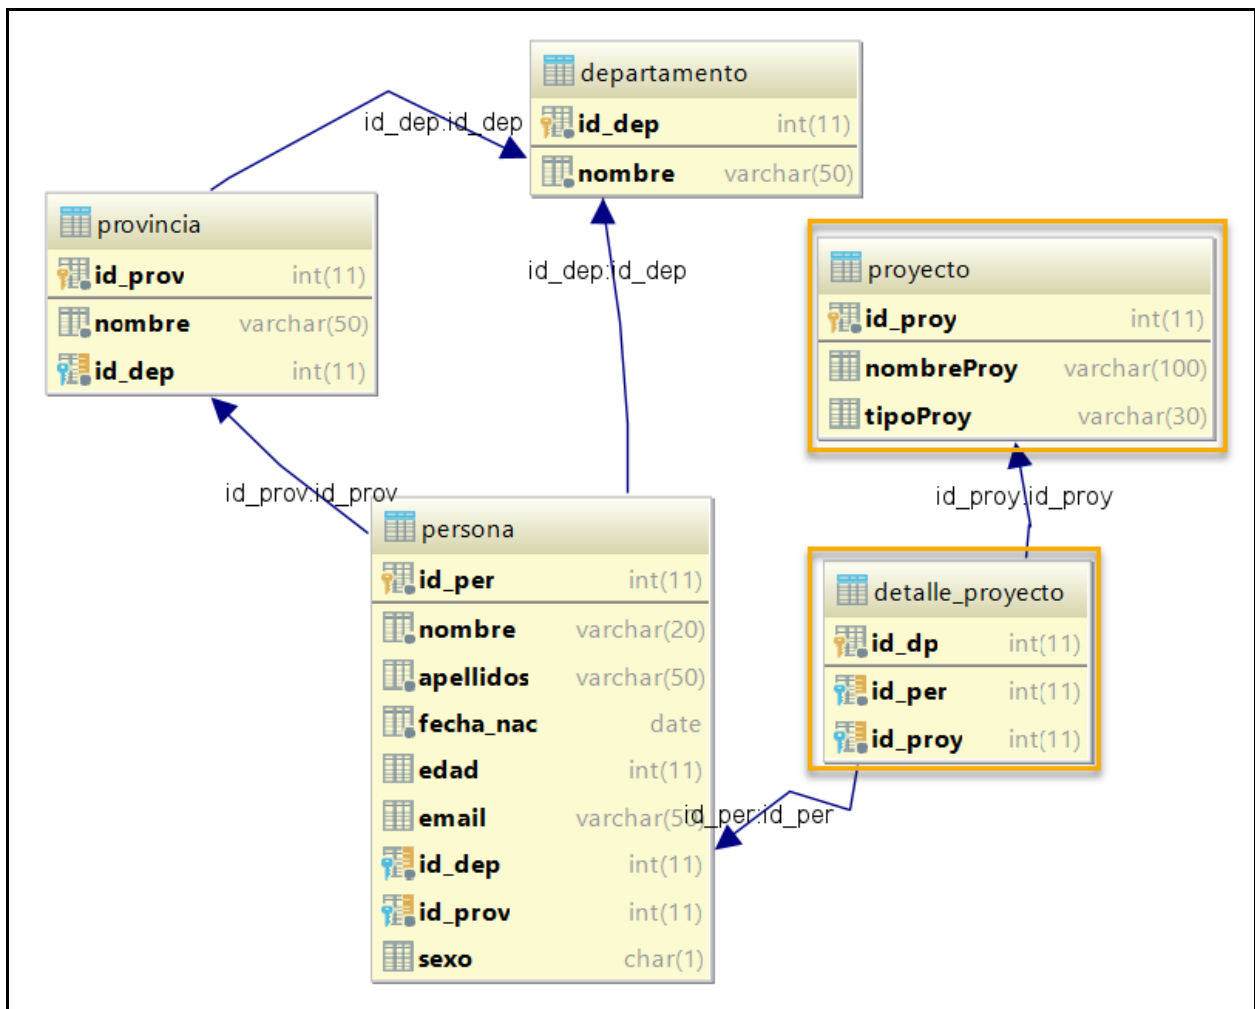 departamento
id_dep int(11)
nombre varchar(50)
id_dep:id_dep
provincia
id_prov int(11)
nombre varchar(50)
id_dep int(11)
id_dep:id_dep
proyecto
id_proy int(11)
nombreProy varchar(100)
tipoProy varchar(30)
id_prov:id_prov
id_proy:id_proy
persona
id_per int(11)
nombre varchar(20)
apellidos varchar(50)
fecha_nac date
edad int(11)
email varchar(50)
id_dep int(11)
id_prov int(11)
sexo char(1)
detalle_proyecto
id_dp int(11)
id_per int(11)
id_proy int(11)
id_per:id_per